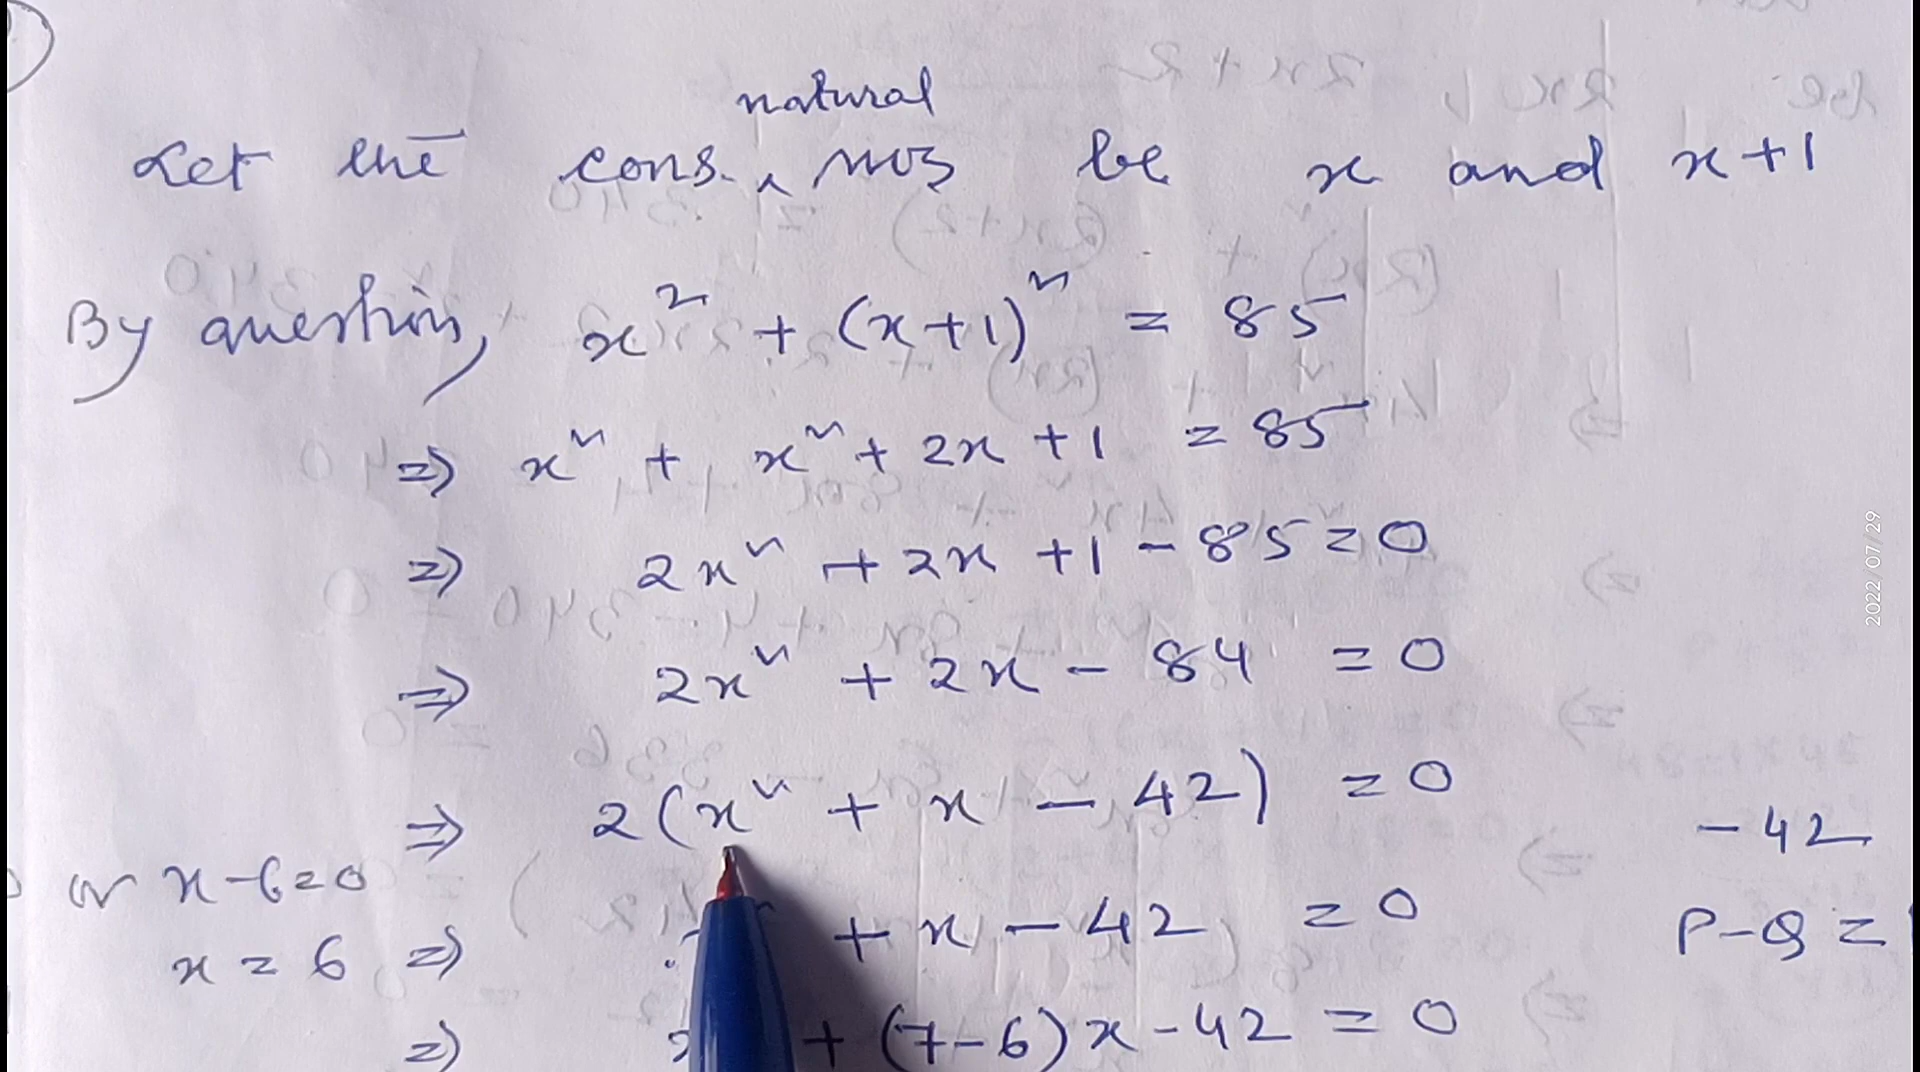 natural
Let the cons. ^ nos be x and x+1
By question, x² + (x+1)² = 85
⇒ x² + x² + 2x + 1 = 85
⇒ 2x² + 2x + 1 - 85 = 0
⇒ 2x² + 2x - 84 = 0
⇒ 2(x² + x - 42) = 0
-42
or x-6=0
+ x - 42 = 0
P-Q =
x = 6 ⇒
⇒ + (7-6)x - 42 = 0
2022/07/29